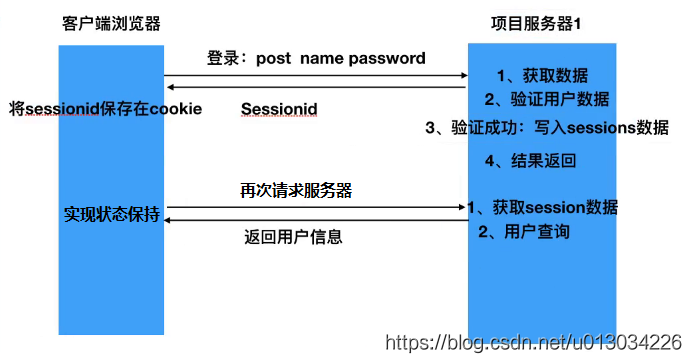 客户端浏览器
项目服务器1
登录：post name password
1、获取数据
2、验证用户数据
将sessionid保存在cookie
Sessionid
3、验证成功：写入sessions数据
4、结果返回
再次请求服务器
实现状态保持
1、获取session数据
返回用户信息
2、用户查询
https://blog.csdn.net/u013034226